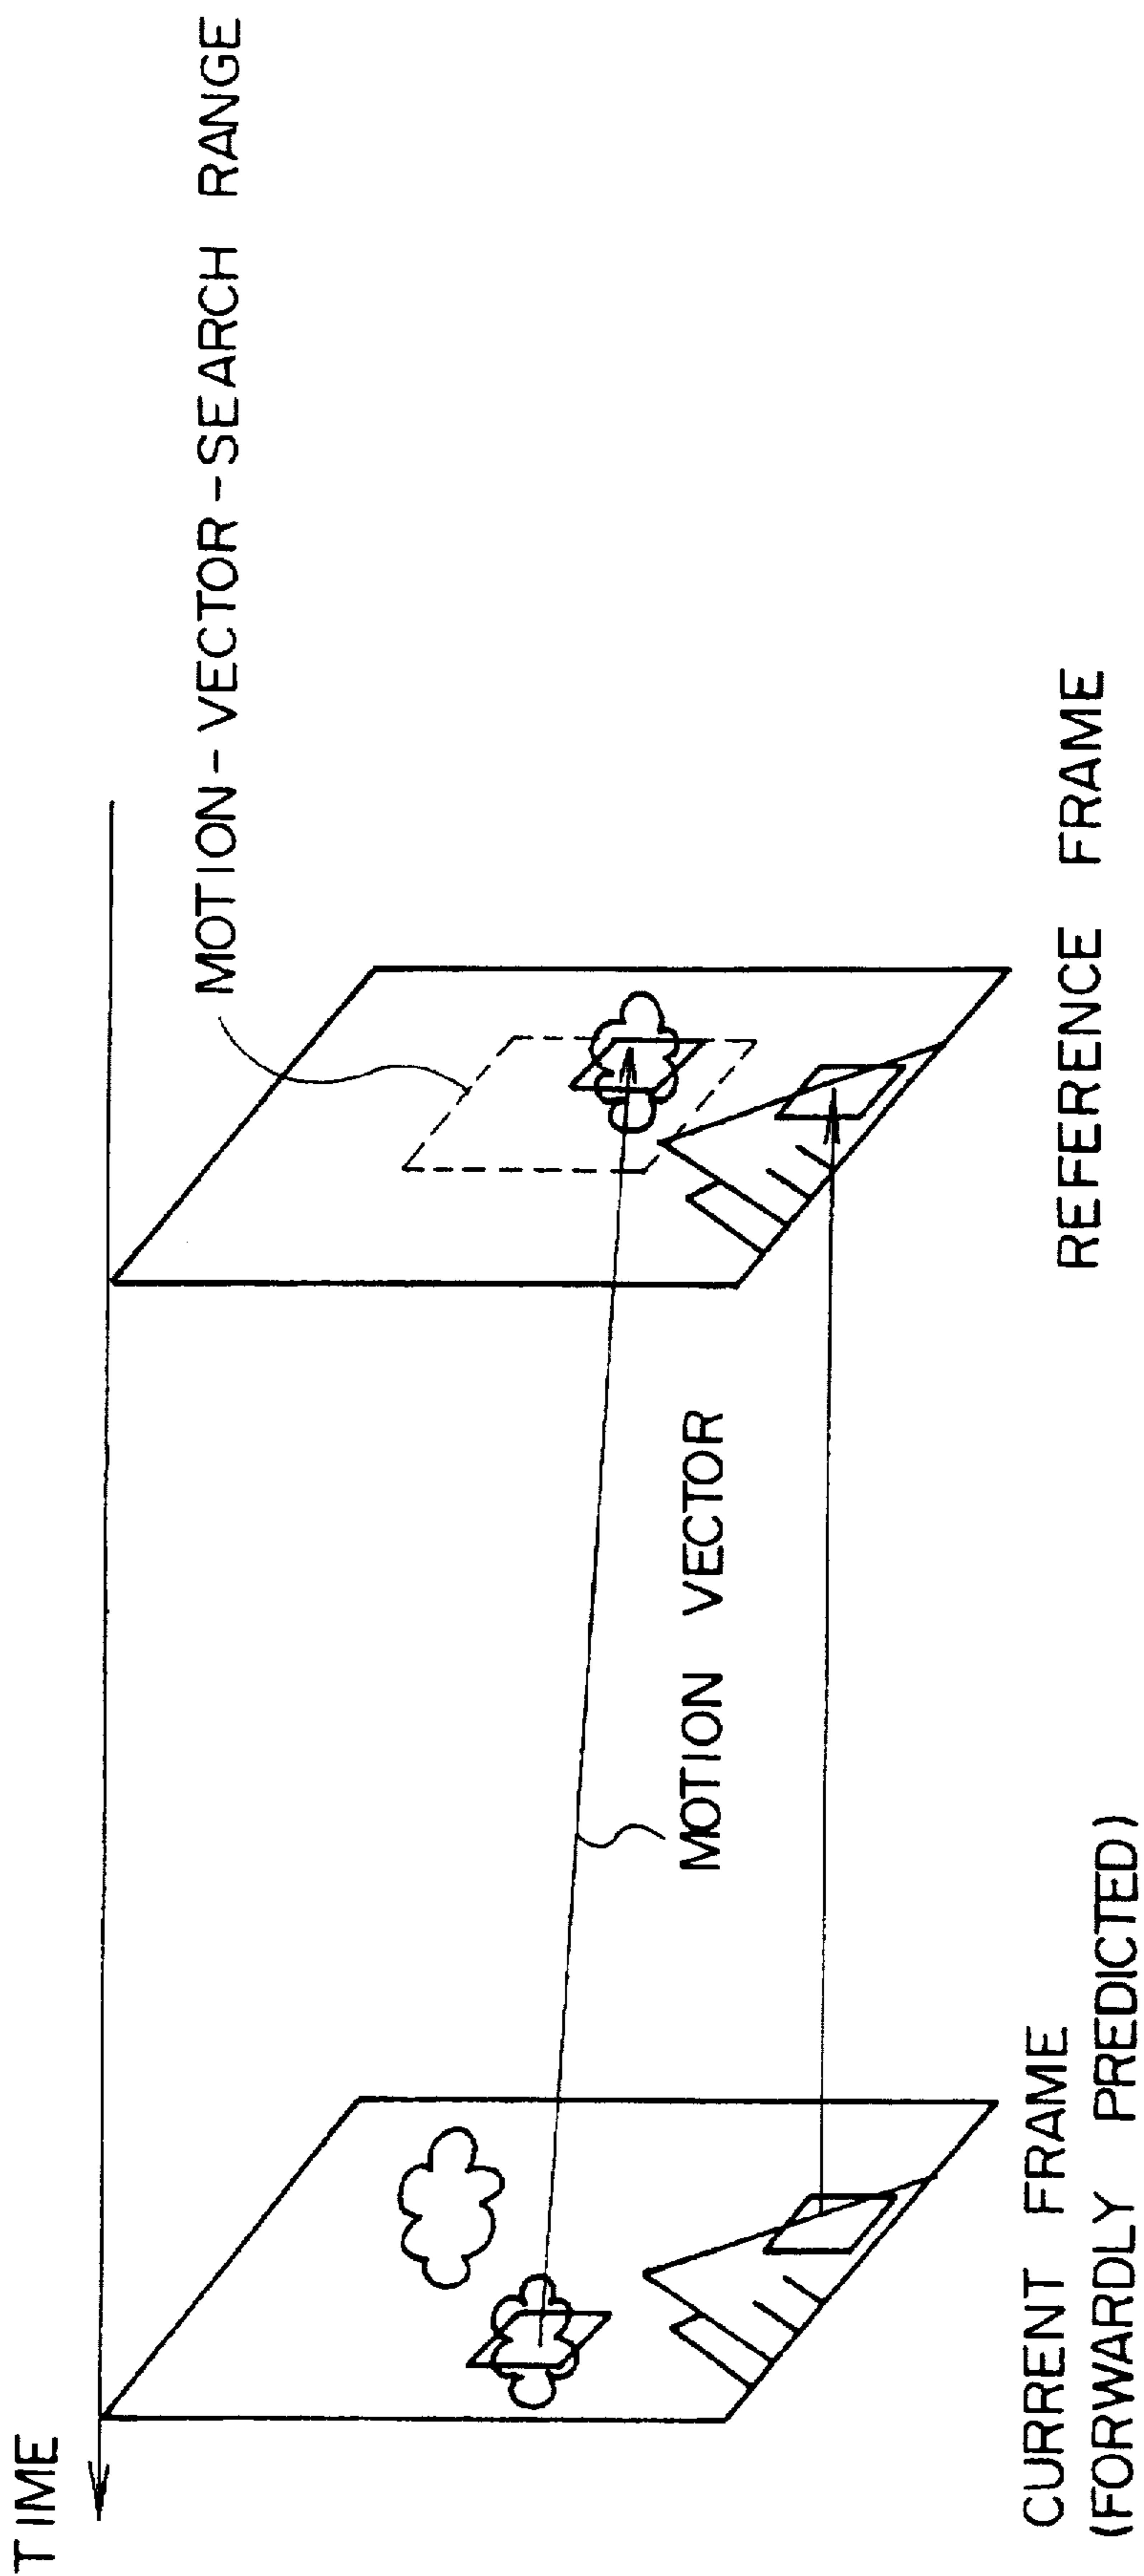 TIME
MOTION-VECTOR-SEARCH RANGE
MOTION VECTOR
CURRENT FRAME
(FORWARDLY PREDICTED)
REFERENCE FRAME